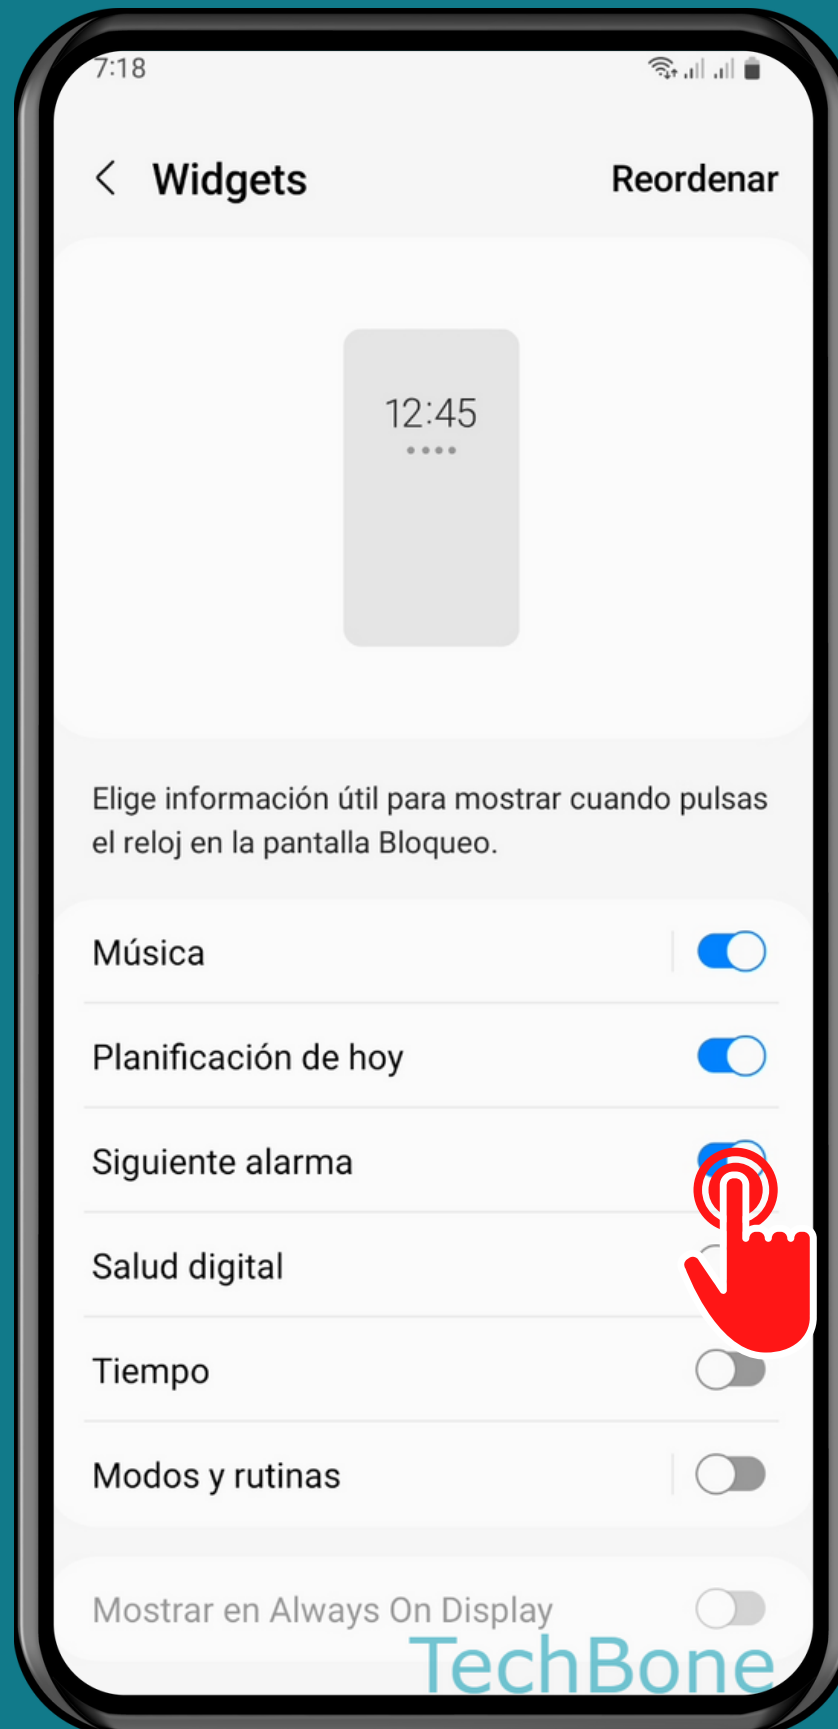 7:18
Widgets
Reordenar
12:45
Elige información útil para mostrar cuando pulsas
el reloj en la pantalla Bloqueo.
Música
Planificación de hoy
Siguiente alarma
Salud digital
Tiempo
Modos y rutinas
Mostrar en Always On Display
TechBone